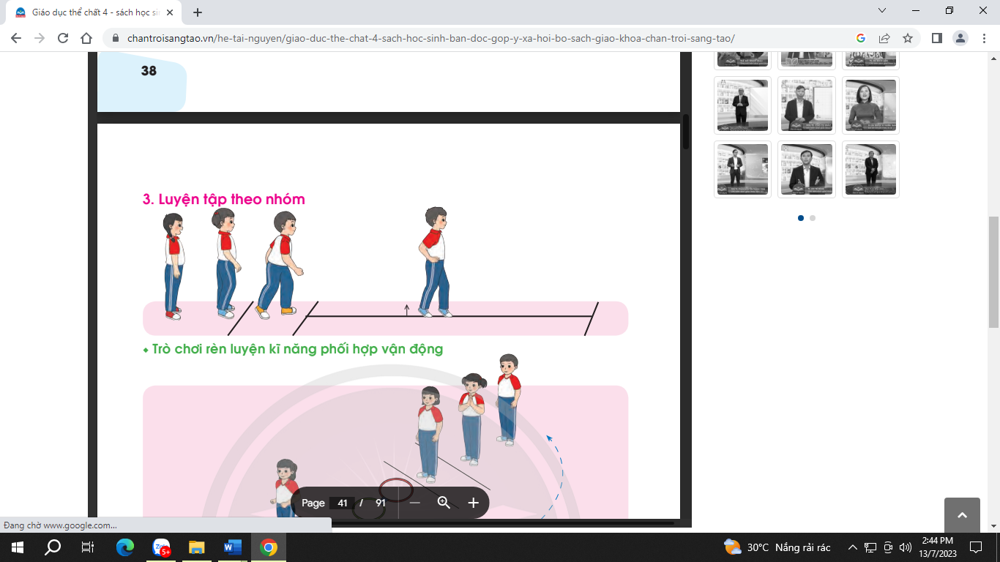 Giáo dục thể chất 4 - sách học sin
chantroisangtao.vn/he-tai-nguyen/giao-duc-the-chat-4-sach-hoc-sinh-ban-doc-gop-y-xa-hoi-bo-sach-giao-khoa-chan-troi-sang-tao/
38
3. Luyện tập theo nhóm
Trò chơi rèn luyện kĩ năng phối hợp vận động
Page 41 / 91
Đang chờ www.google.com...
Zalo
5+
30°C Nắng rải rác
2:44 PM
13/7/2023